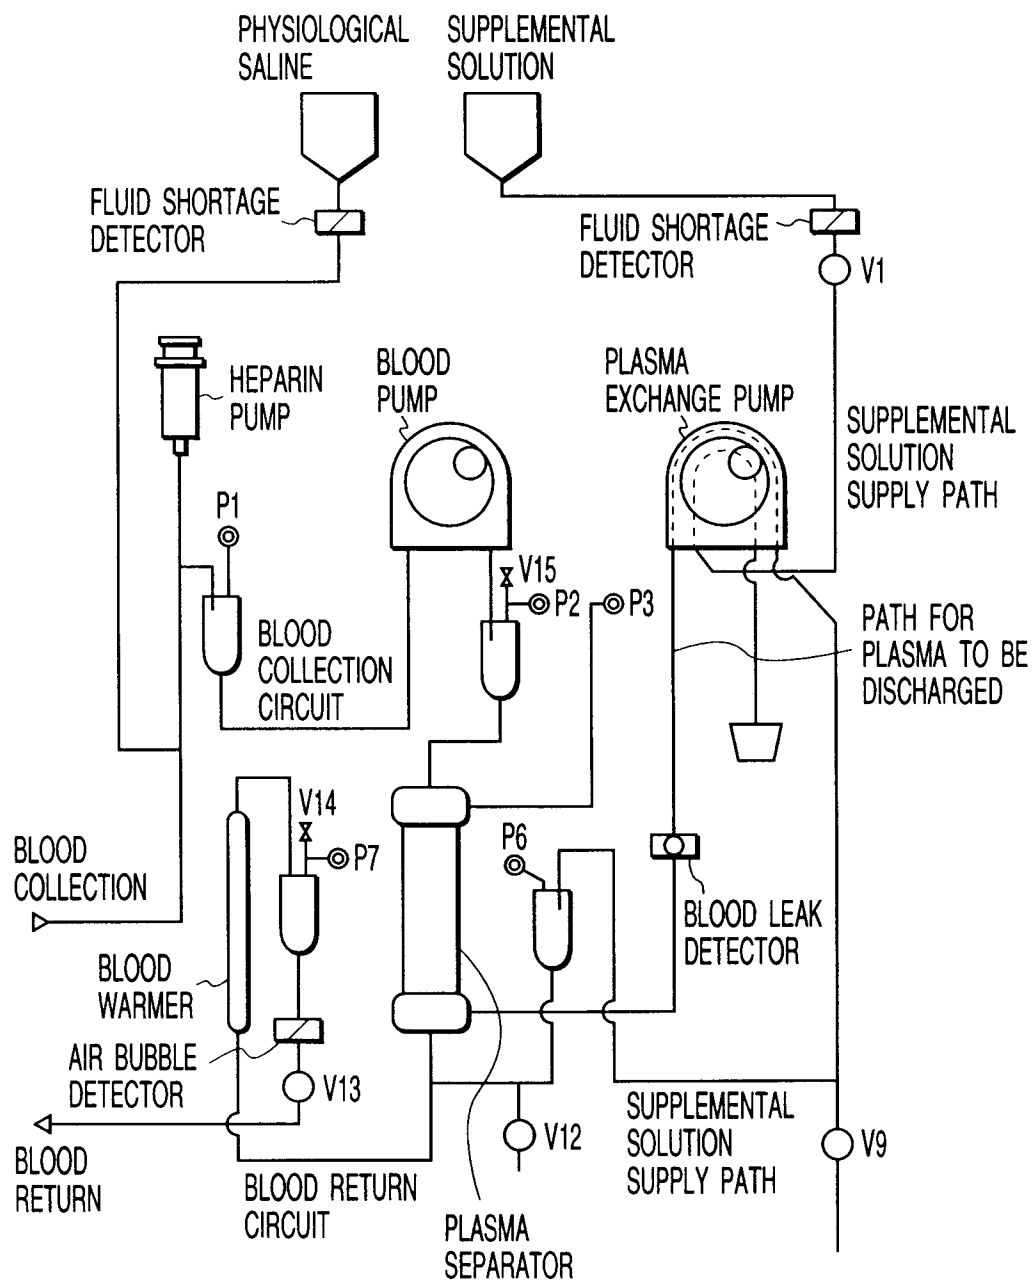 PHYSIOLOGICAL
SALINE
SUPPLEMENTAL
SOLUTION
FLUID SHORTAGE
DETECTOR
FLUID SHORTAGE
DETECTOR
V1
HEPARIN
PUMP
BLOOD
PUMP
PLASMA
EXCHANGE PUMP
SUPPLEMENTAL
SOLUTION
SUPPLY PATH
P1
V15
P2
P3
BLOOD
COLLECTION
CIRCUIT
PATH FOR
PLASMA TO BE
DISCHARGED
V14
P7
P6
BLOOD
COLLECTION
BLOOD LEAK
DETECTOR
BLOOD
WARMER
AIR BUBBLE
DETECTOR
V13
V12
SUPPLEMENTAL
SOLUTION
SUPPLY PATH
V9
BLOOD
RETURN
BLOOD RETURN
CIRCUIT
PLASMA
SEPARATOR